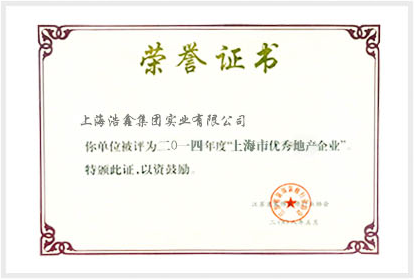 荣誉证书
上海浩鑫集团实业有限公司
你单位被评为二〇一四年度“上海市优秀地产企业”。
特颁此证,以资鼓励。